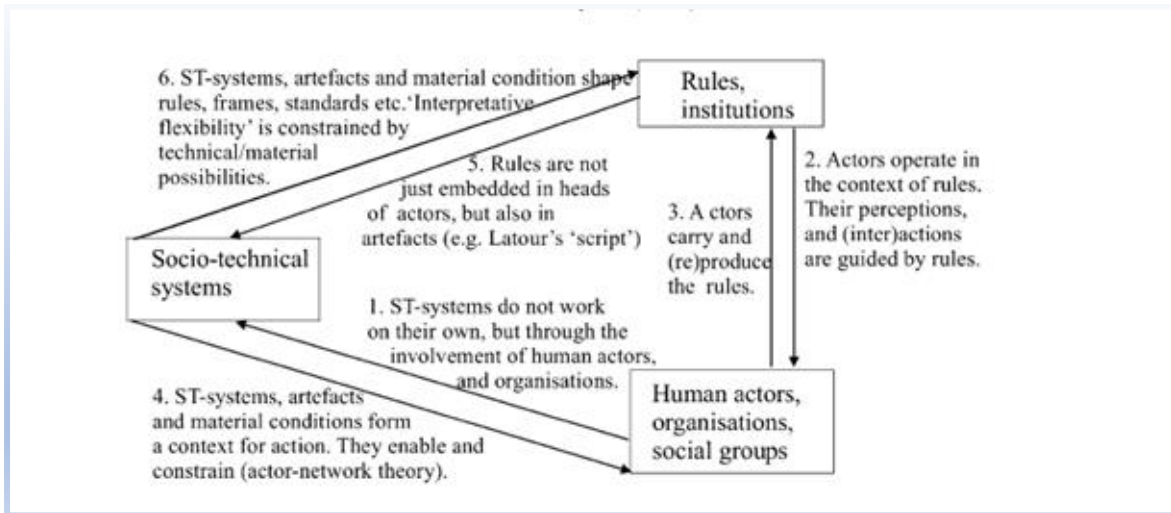 6. ST-systems, artefacts and material condition shape
rules, frames, standards etc.‘Interpretative
flexibility’ is constrained by
technical/material
possibilities.
Rules,
institutions
5. Rules are not
just embedded in heads
of actors, but also in
artefacts (e.g. Latour’s ‘script’)
2. Actors operate in
the context of rules.
Their perceptions,
and (inter)actions
are guided by rules.
3. A ctors
carry and
(re)produce
the rules.
Socio-technical
systems
1. ST-systems do not work
on their own, but through the
involvement of human actors,
and organisations.
4. ST-systems, artefacts
and material conditions form
a context for action. They enable and
constrain (actor-network theory).
Human actors,
organisations,
social groups